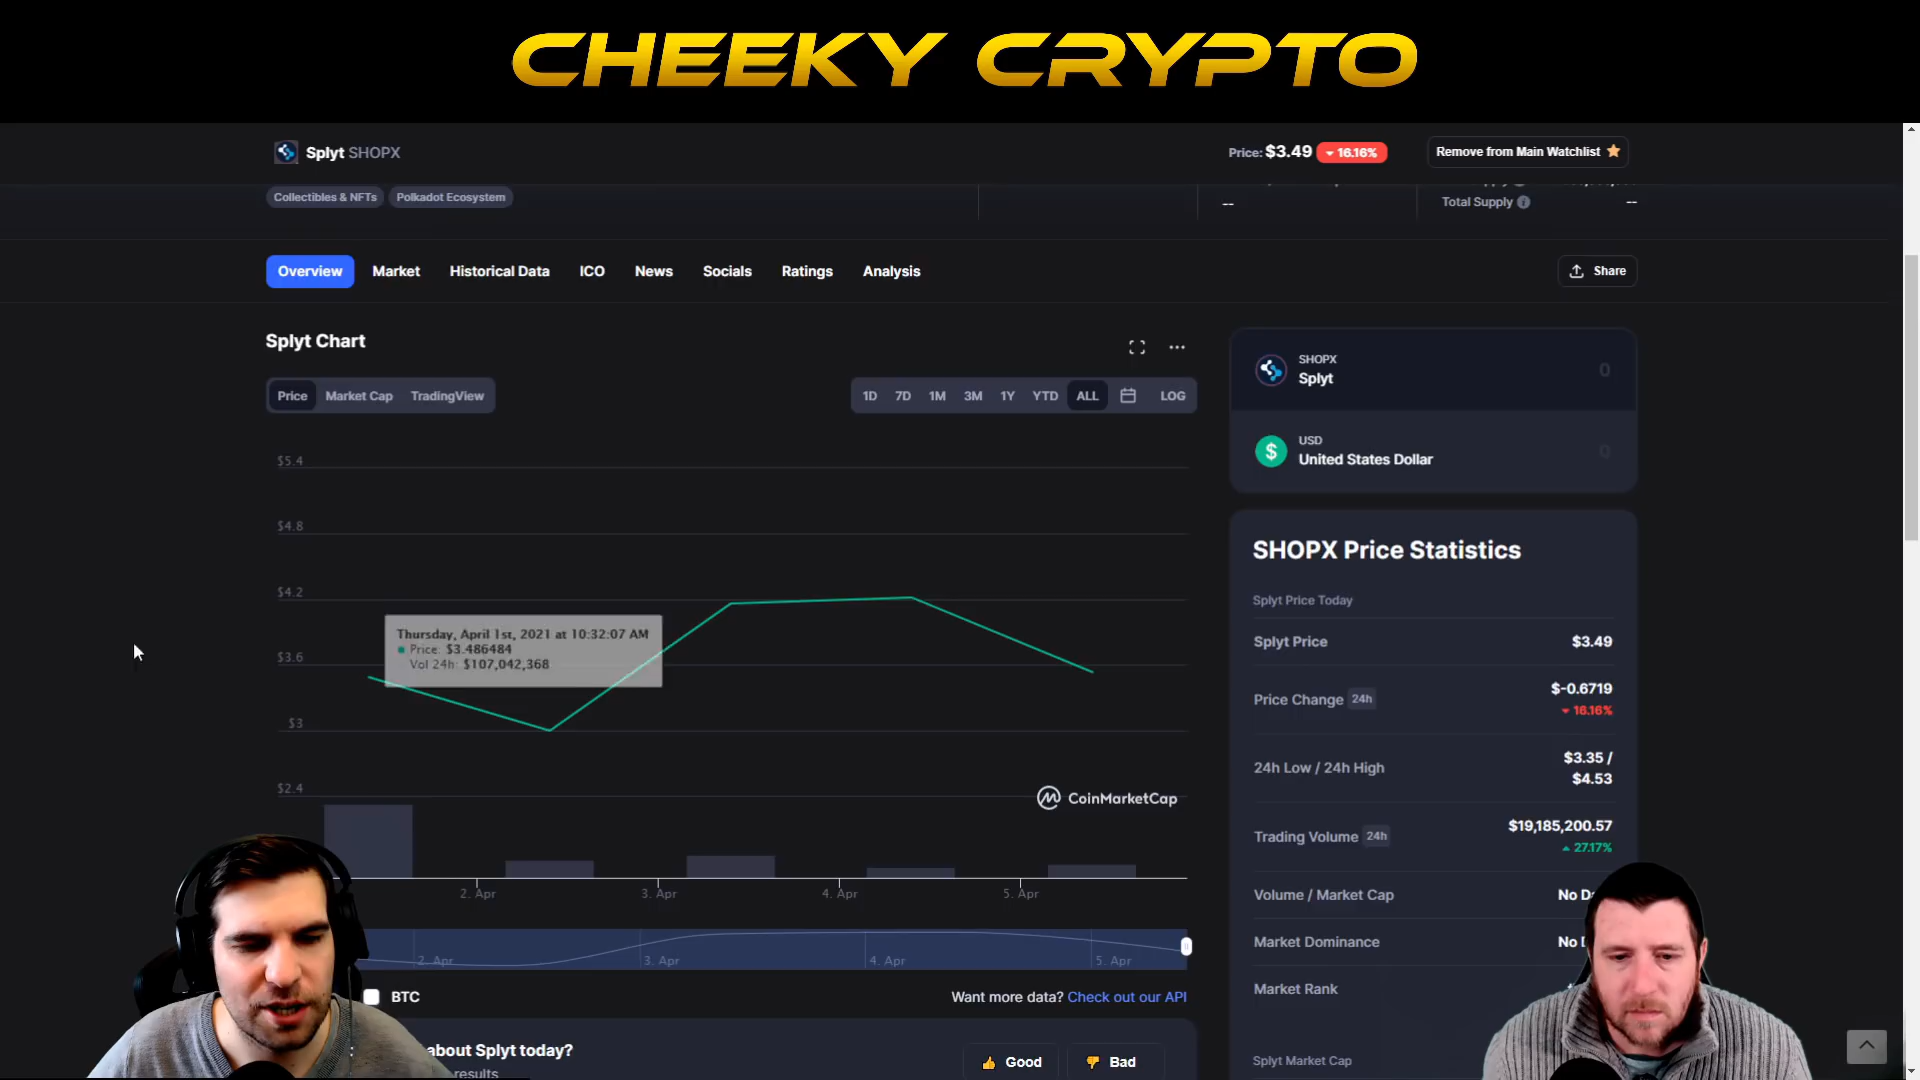 CHEEKY CRYPTO
Splyt SHOPX
Price: $3.49 16.16%
Remove from Main Watchlist
Collectibles & NFTs
Polkadot Ecosystem
--
Total Supply
--
Overview
Market
Historical Data
ICO
News
Socials
Ratings
Analysis
Share
Splyt Chart
Price
Market Cap
TradingView
1D
7D
1M
3M
1Y
YTD
ALL
LOG
$5.4
$4.8
$4.2
$3.6
$3
$2.4
Thursday, April 1st, 2021 at 10:32:07 AM
Price: $3.486484
Vol 24h: $107,042,368
CoinMarketCap
2. Apr
3. Apr
4. Apr
5. Apr
2. Apr
3. Apr
4. Apr
5. Apr
BTC
Want more data? Check out our API
about Splyt today?
results
Good
Bad
SHOPX
Splyt
0
USD
United States Dollar
0
SHOPX Price Statistics
Splyt Price Today
Splyt Price
$3.49
Price Change 24h
$-0.6719
16.16%
24h Low / 24h High
$3.35 /
$4.53
Trading Volume 24h
$19,185,200.57
27.17%
Volume / Market Cap
No
Market Dominance
No
Market Rank
Splyt Market Cap